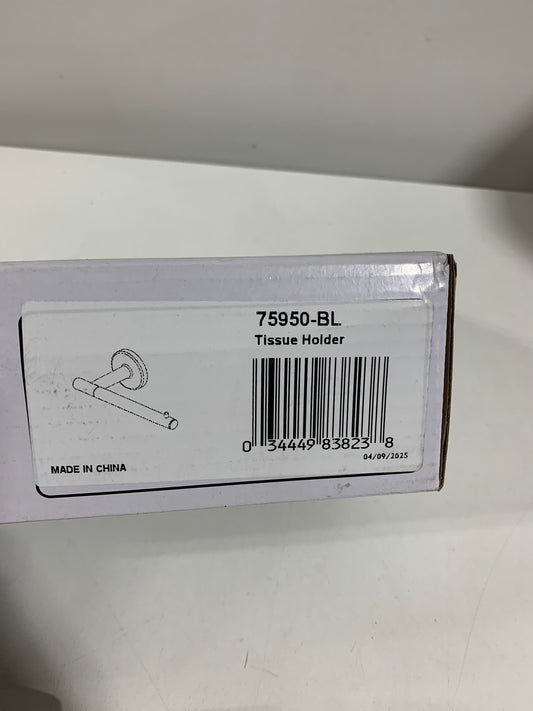 75950-BL
Tissue Holder
0 34449 83823 8
04/09/2025
MADE IN CHINA